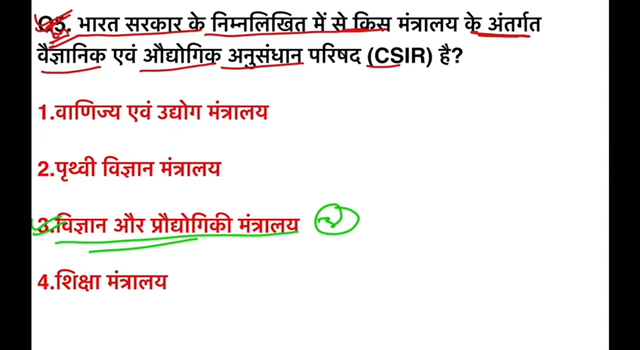 Q5. भारत सरकार के निम्नलिखित में से किस मंत्रालय के अंतर्गत
वैज्ञानिक एवं औद्योगिक अनुसंधान परिषद (CSIR) है?
1.वाणिज्य एवं उद्योग मंत्रालय
2.पृथ्वी विज्ञान मंत्रालय
3.विज्ञान और प्रौद्योगिकी मंत्रालय
4.शिक्षा मंत्रालय